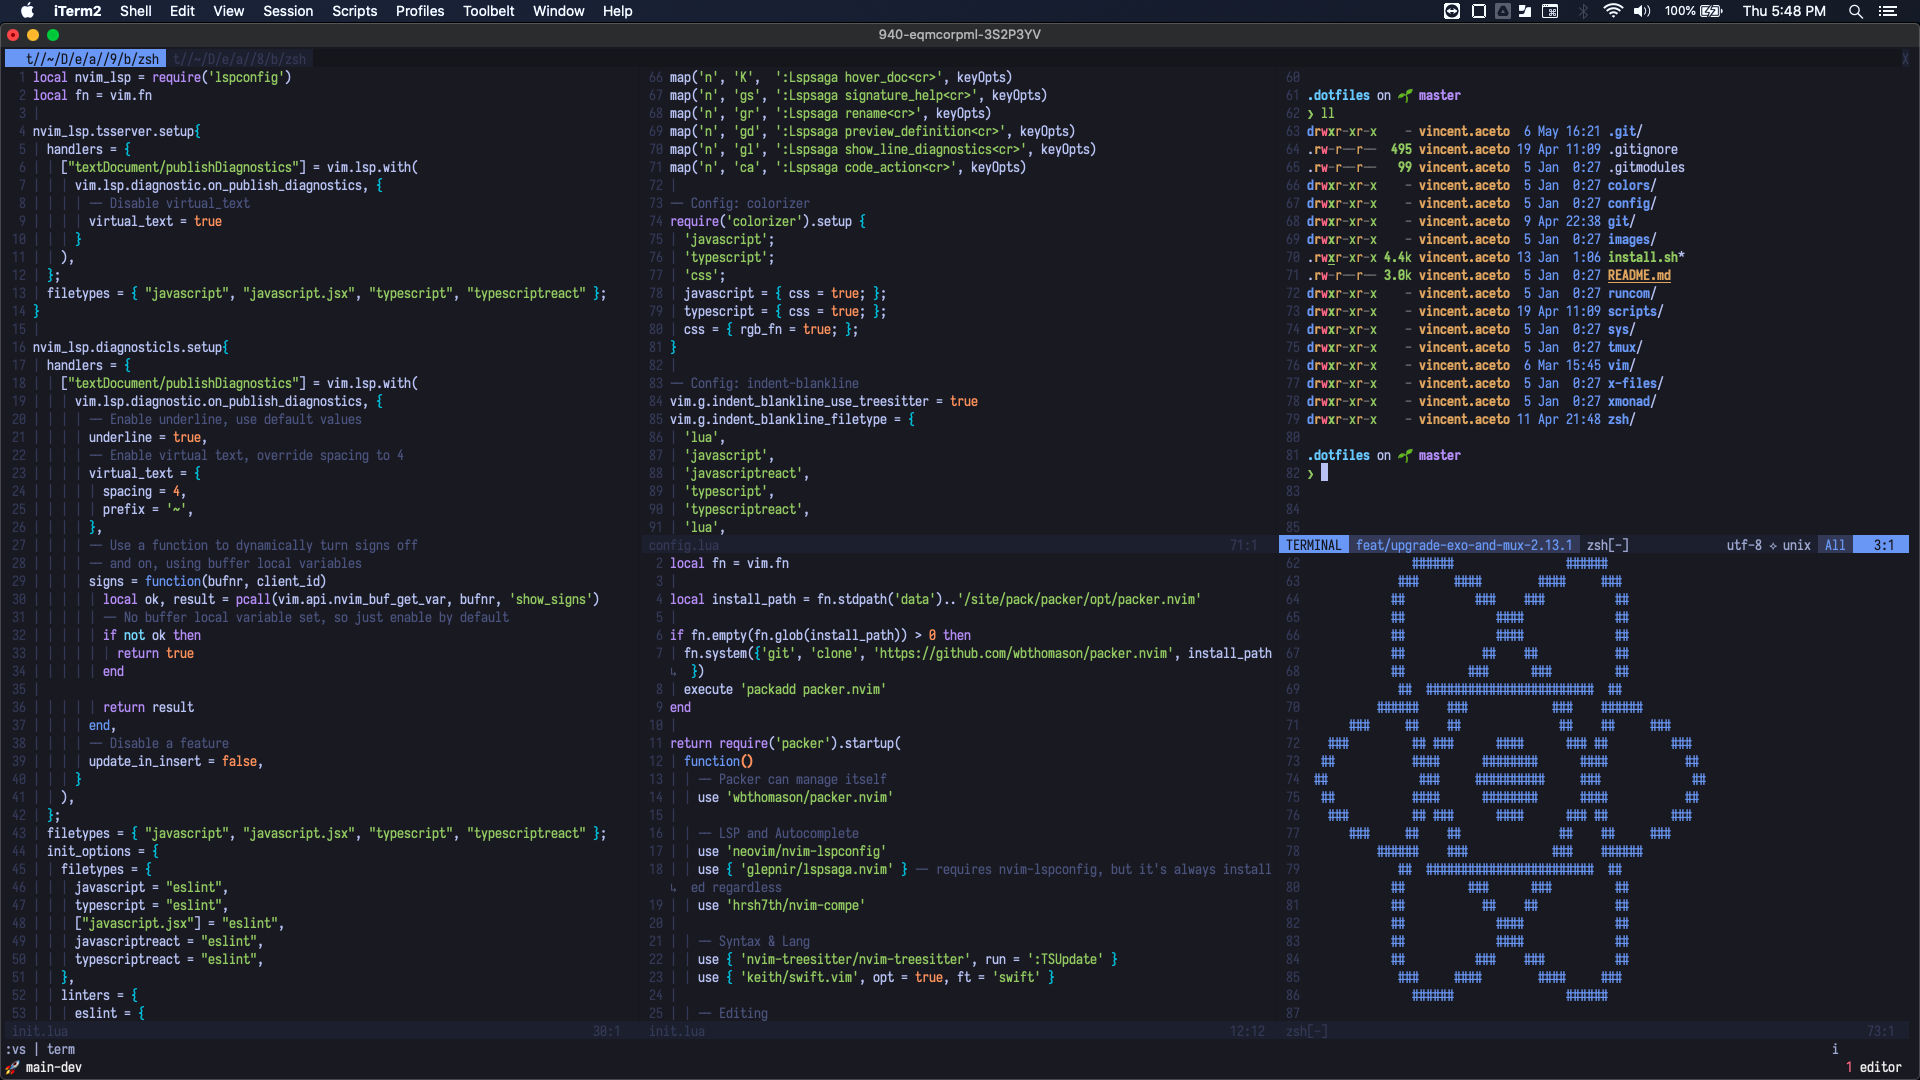 iTerm2 Shell Edit View Session Scripts Profiles Toolbelt Window Help 100% Thu 5:48 PM
940-eqmcorpml-3S2P3YV
t//~/D/e/a//9/b/zsh t//~/D/e/a//8/b/zsh X
1 local nvim_lsp = require('lspconfig')
2 local fn = vim.fn
3
4 nvim_lsp.tsserver.setup{
5 handlers = {
6 ["textDocument/publishDiagnostics"] = vim.lsp.with(
7 vim.lsp.diagnostic.on_publish_diagnostics, {
8 -- Disable virtual_text
9 virtual_text = true
10 }
11 ),
12 };
13 filetypes = { "javascript", "javascript.jsx", "typescript", "typescriptreact" };
14 }
15
16 nvim_lsp.diagnosticls.setup{
17 handlers = {
18 ["textDocument/publishDiagnostics"] = vim.lsp.with(
19 vim.lsp.diagnostic.on_publish_diagnostics, {
20 -- Enable underline, use default values
21 underline = true,
22 -- Enable virtual text, override spacing to 4
23 virtual_text = {
24 spacing = 4,
25 prefix = '~',
26 },
27 -- Use a function to dynamically turn signs off
28 -- and on, using buffer local variables
29 signs = function(bufnr, client_id)
30 local ok, result = pcall(vim.api.nvim_buf_get_var, bufnr, 'show_signs')
31 -- No buffer local variable set, so just enable by default
32 if not ok then
33 return true
34 end
35
36 return result
37 end,
38 -- Disable a feature
39 update_in_insert = false,
40 }
41 ),
42 };
43 filetypes = { "javascript", "javascript.jsx", "typescript", "typescriptreact" };
44 init_options = {
45 filetypes = {
46 javascript = "eslint",
47 typescript = "eslint",
48 ["javascript.jsx"] = "eslint",
49 javascriptreact = "eslint",
50 typescriptreact = "eslint",
51 },
52 linters = {
53 eslint = {
init.lua 30:1
66 map('n', 'K', ':Lspsaga hover_doc<cr>', keyOpts)
67 map('n', 'gs', ':Lspsaga signature_help<cr>', keyOpts)
68 map('n', 'gr', ':Lspsaga rename<cr>', keyOpts)
69 map('n', 'gd', ':Lspsaga preview_definition<cr>', keyOpts)
70 map('n', 'gl', ':Lspsaga show_line_diagnostics<cr>', keyOpts)
71 map('n', 'ca', ':Lspsaga code_action<cr>', keyOpts)
72
73 -- Config: colorizer
74 require('colorizer').setup {
75 'javascript';
76 'typescript';
77 'css';
78 javascript = { css = true; };
79 typescript = { css = true; };
80 css = { rgb_fn = true; };
81 }
82
83 -- Config: indent-blankline
84 vim.g.indent_blankline_use_treesitter = true
85 vim.g.indent_blankline_filetype = {
86 'lua',
87 'javascript',
88 'javascriptreact',
89 'typescript',
90 'typescriptreact',
91 'lua',
config.lua 71:1
2 local fn = vim.fn
3
4 local install_path = fn.stdpath('data')..'/site/pack/packer/opt/packer.nvim'
5
6 if fn.empty(fn.glob(install_path)) > 0 then
7 fn.system({'git', 'clone', 'https://github.com/wbthomason/packer.nvim', install_path
})
8 execute 'packadd packer.nvim'
9 end
10
11 return require('packer').startup(
12 function()
13 -- Packer can manage itself
14 use 'wbthomason/packer.nvim'
15
16 -- LSP and Autocomplete
17 use 'neovim/nvim-lspconfig'
18 use { 'glepnir/lspsaga.nvim' } -- requires nvim-lspconfig, but it's always install
ed regardless
19 use 'hrsh7th/nvim-compe'
20
21 -- Syntax & Lang
22 use { 'nvim-treesitter/nvim-treesitter', run = ':TSUpdate' }
23 use { 'keith/swift.vim', opt = true, ft = 'swift' }
24
25 -- Editing
init.lua 12:12
60
61 .dotfiles on master
62 ❯ ll
63 drwxr-xr-x - vincent.aceto 6 May 16:21 .git/
64 .rw-r--r-- 495 vincent.aceto 19 Apr 11:09 .gitignore
65 .rw-r--r-- 99 vincent.aceto 5 Jan 0:27 .gitmodules
66 drwxr-xr-x - vincent.aceto 5 Jan 0:27 colors/
67 drwxr-xr-x - vincent.aceto 5 Jan 0:27 config/
68 drwxr-xr-x - vincent.aceto 9 Apr 22:38 git/
69 drwxr-xr-x - vincent.aceto 5 Jan 0:27 images/
70 .rwxr-xr-x 4.4k vincent.aceto 13 Jan 1:06 install.sh*
71 .rw-r--r-- 3.0k vincent.aceto 5 Jan 0:27 README.md
72 drwxr-xr-x - vincent.aceto 5 Jan 0:27 runcom/
73 drwxr-xr-x - vincent.aceto 19 Apr 11:09 scripts/
74 drwxr-xr-x - vincent.aceto 5 Jan 0:27 sys/
75 drwxr-xr-x - vincent.aceto 5 Jan 0:27 tmux/
76 drwxr-xr-x - vincent.aceto 6 Mar 15:45 vim/
77 drwxr-xr-x - vincent.aceto 5 Jan 0:27 x-files/
78 drwxr-xr-x - vincent.aceto 5 Jan 0:27 xmonad/
79 drwxr-xr-x - vincent.aceto 11 Apr 21:48 zsh/
80
81 .dotfiles on master
82 ❯
83
84
85
TERMINAL feat/upgrade-exo-and-mux-2.13.1 zsh[-] utf-8 ⋄ unix All 3:1
62 ###### ######
63 ### #### #### ###
64 ## ### ### ##
65 ## #### ##
66 ## #### ##
67 ## ## ## ##
68 ## ### ### ##
69 ## ######################## ##
70 ###### ### ### ######
71 ### ## ## ## ## ###
72 ### ## ### #### ### ## ###
73 ## #### ######## #### ##
74 ## ### ########## ### ##
75 ## #### ######## #### ##
76 ### ## ### #### ### ## ###
77 ### ## ## ## ## ###
78 ###### ### ### ######
79 ## ######################## ##
80 ## ### ### ##
81 ## ## ## ##
82 ## #### ##
83 ## #### ##
84 ## ### ### ##
85 ### #### #### ###
86 ###### ######
87
zsh[-] 73:1
:vs | term i
main-dev 1 editor